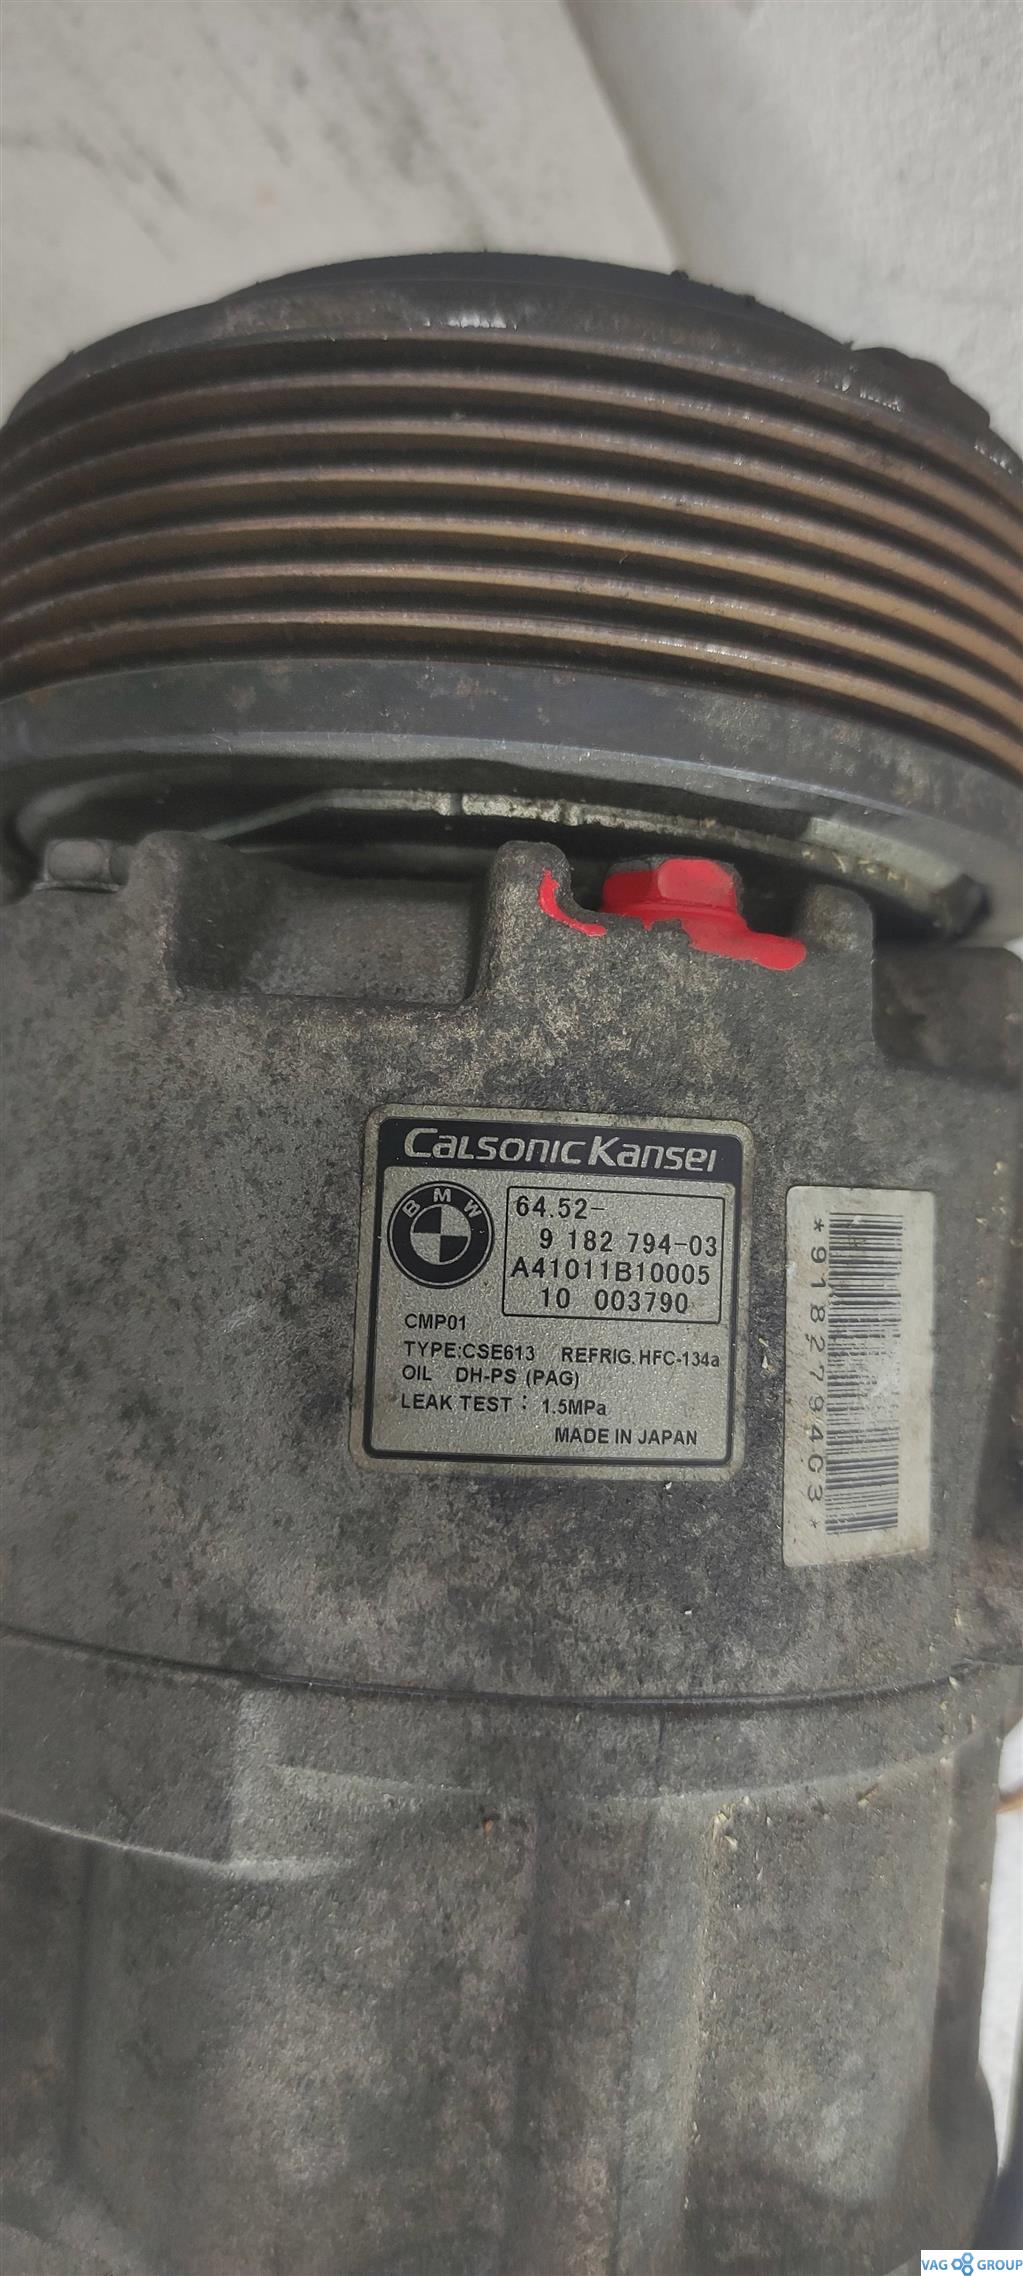 CalsonicKansei
BMW
64.52-
9 182 794-03
A41011B10005
10 003790
CMP01
TYPE:CSE613 REFRIG.HFC-134a
OIL DH-PS (PAG)
LEAK TEST : 1.5MPa
MADE IN JAPAN
*918279403*
VAG GROUP